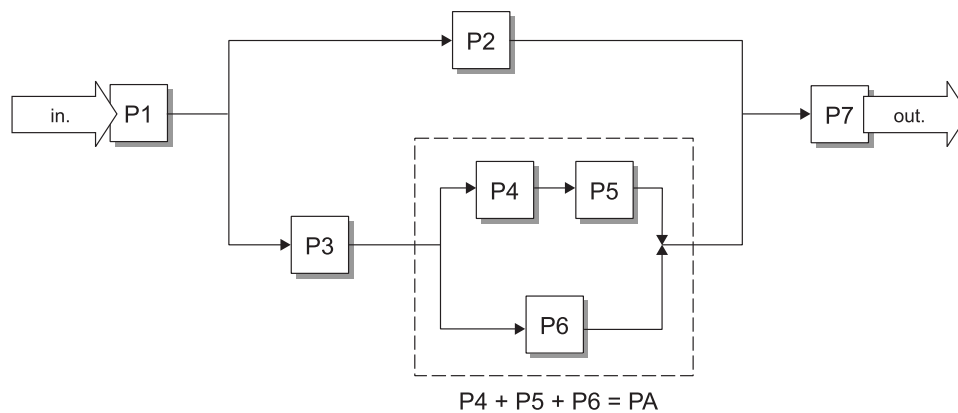 P2
in.
P1
P7
out.
P4
P5
P3
P6
P4 + P5 + P6 = PA